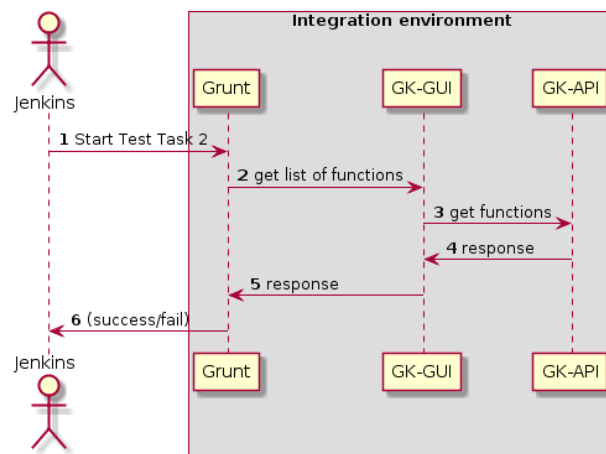 Integration environment
Jenkins
Grunt
GK-GUI
GK-API
1 Start Test Task 2
2 get list of functions
3 get functions
4 response
5 response
6 (success/fail)
Jenkins
Grunt
GK-GUI
GK-API